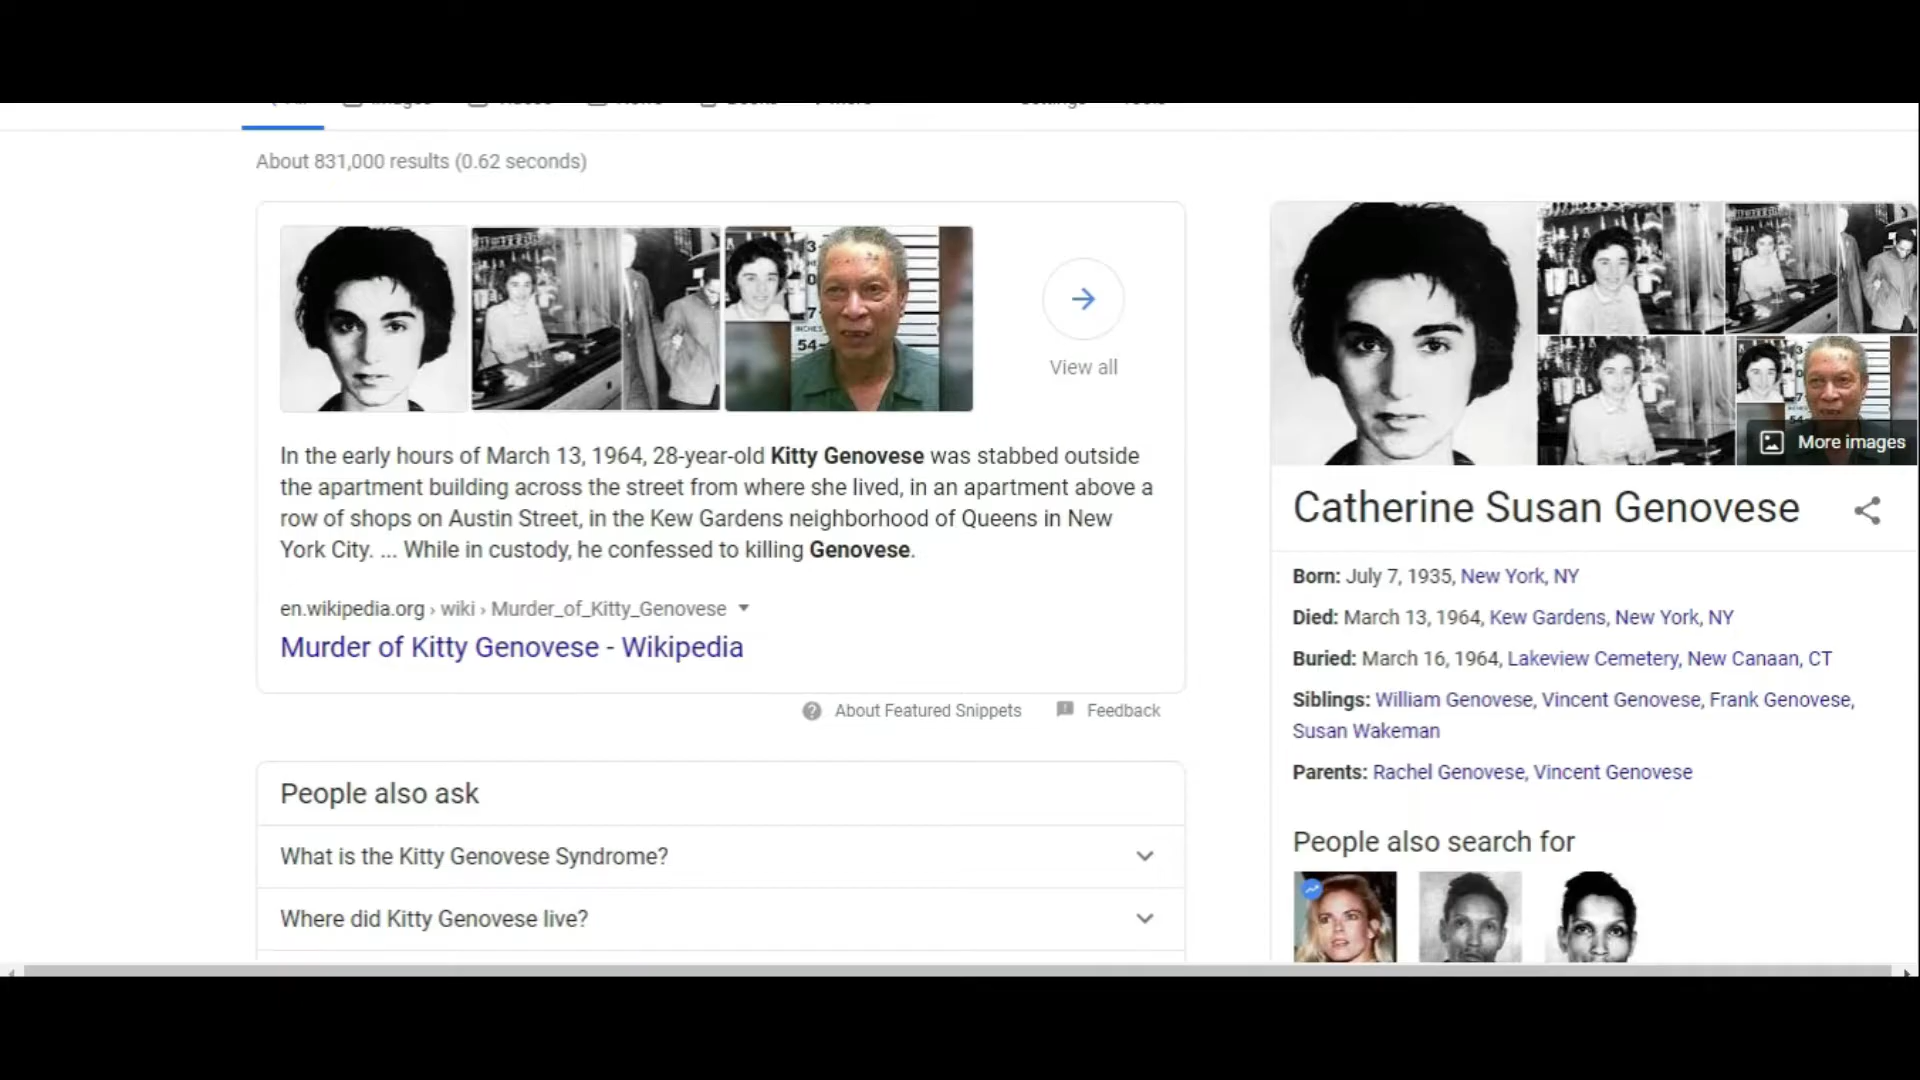 About 831,000 results (0.62 seconds)
View all
In the early hours of March 13, 1964, 28-year-old Kitty Genovese was stabbed outside
the apartment building across the street from where she lived, in an apartment above a
row of shops on Austin Street, in the Kew Gardens neighborhood of Queens in New
York City. ... While in custody, he confessed to killing Genovese.
en.wikipedia.org › wiki › Murder_of_Kitty_Genovese
Murder of Kitty Genovese - Wikipedia
About Featured Snippets
Feedback
People also ask
What is the Kitty Genovese Syndrome?
Where did Kitty Genovese live?
More images
Catherine Susan Genovese
Born: July 7, 1935, New York, NY
Died: March 13, 1964, Kew Gardens, New York, NY
Buried: March 16, 1964, Lakeview Cemetery, New Canaan, CT
Siblings: William Genovese, Vincent Genovese, Frank Genovese,
Susan Wakeman
Parents: Rachel Genovese, Vincent Genovese
People also search for